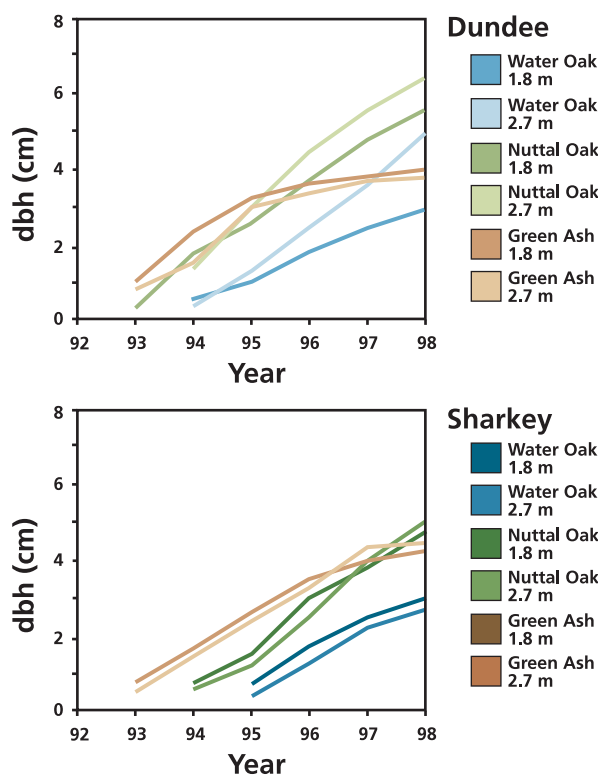 Dundee
8
6
4
2
0
dbh (cm)
92 93 94 95 96 97 98
Year
Water Oak
1.8 m
Water Oak
2.7 m
Nuttal Oak
1.8 m
Nuttal Oak
2.7 m
Green Ash
1.8 m
Green Ash
2.7 m
Sharkey
8
6
4
2
0
dbh (cm)
92 93 94 95 96 97 98
Year
Water Oak
1.8 m
Water Oak
2.7 m
Nuttal Oak
1.8 m
Nuttal Oak
2.7 m
Green Ash
1.8 m
Green Ash
2.7 m